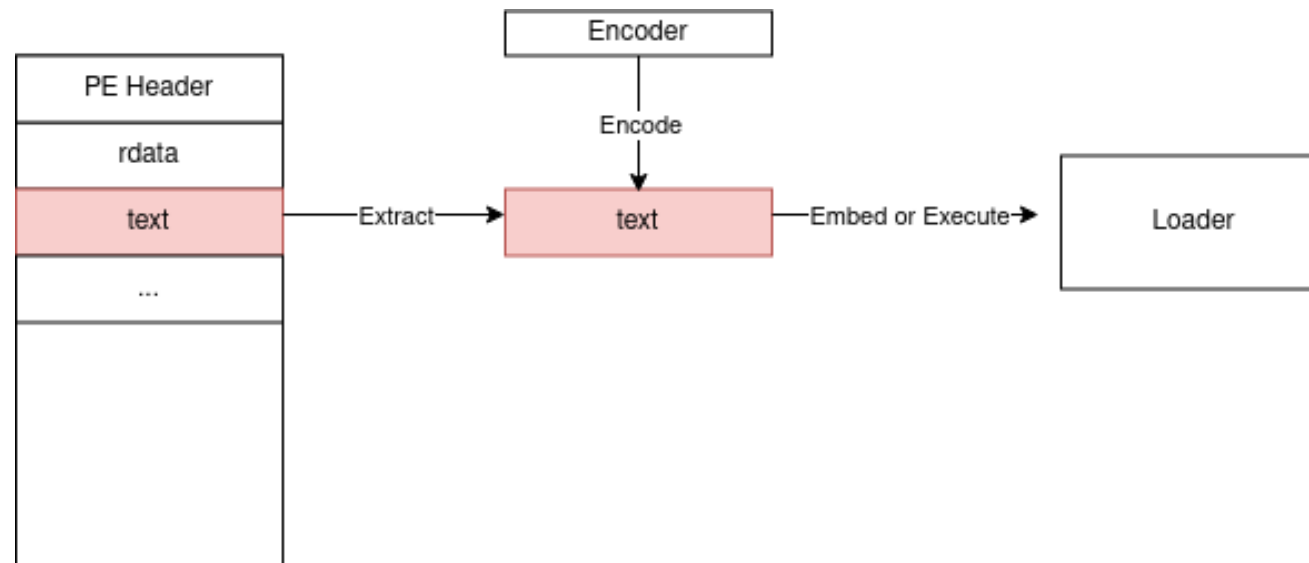 Encoder
PE Header
Encode
rdata
text
Extract
text
Embed or Execute
Loader
...